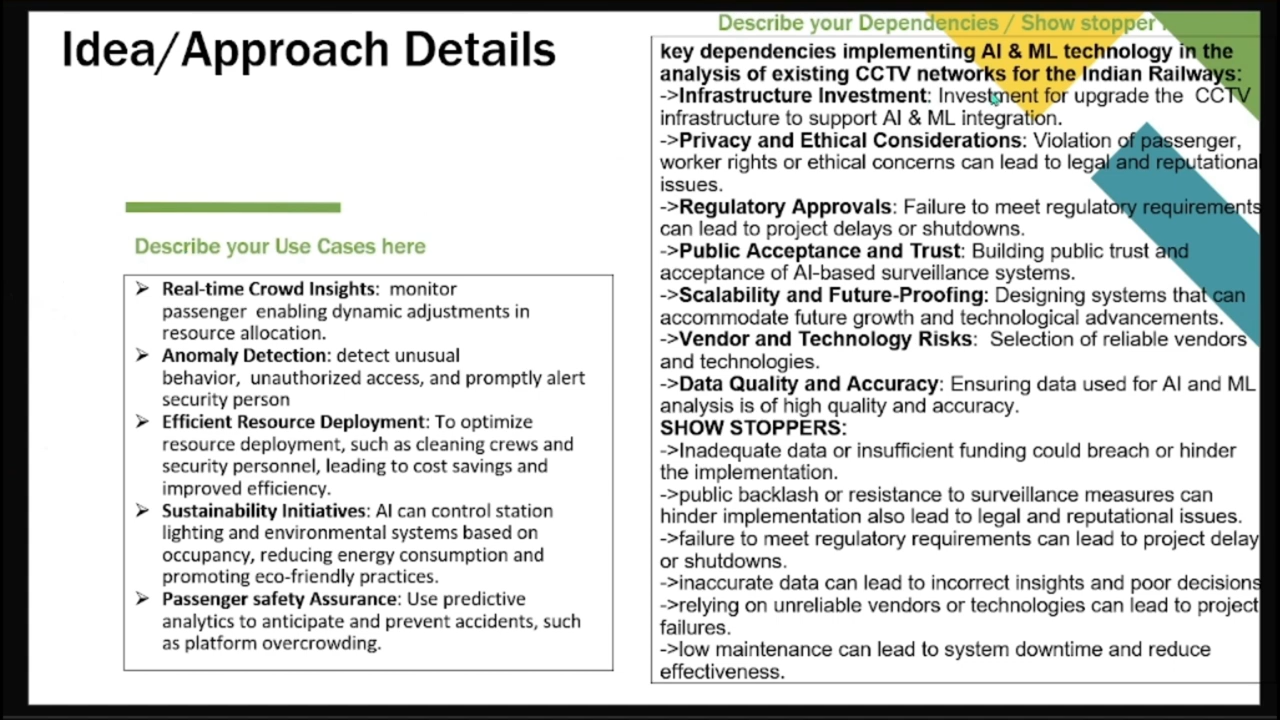 Idea/Approach Details
Describe your Use Cases here
➢ Real-time Crowd Insights: monitor
passenger enabling dynamic adjustments in
resource allocation.
➢ Anomaly Detection: detect unusual
behavior, unauthorized access, and promptly alert
security person
➢ Efficient Resource Deployment: To optimize
resource deployment, such as cleaning crews and
security personnel, leading to cost savings and
improved efficiency.
➢ Sustainability Initiatives: AI can control station
lighting and environmental systems based on
occupancy, reducing energy consumption and
promoting eco-friendly practices.
➢ Passenger safety Assurance: Use predictive
analytics to anticipate and prevent accidents, such
as platform overcrowding.
Describe your Dependencies / Show stopper
key dependencies implementing AI & ML technology in the
analysis of existing CCTV networks for the Indian Railways:
->Infrastructure Investment: Investment for upgrade the CCTV
infrastructure to support AI & ML integration.
->Privacy and Ethical Considerations: Violation of passenger,
worker rights or ethical concerns can lead to legal and reputational
issues.
->Regulatory Approvals: Failure to meet regulatory requirements
can lead to project delays or shutdowns.
->Public Acceptance and Trust: Building public trust and
acceptance of AI-based surveillance systems.
->Scalability and Future-Proofing: Designing systems that can
accommodate future growth and technological advancements.
->Vendor and Technology Risks: Selection of reliable vendors
and technologies.
->Data Quality and Accuracy: Ensuring data used for AI and ML
analysis is of high quality and accuracy.
SHOW STOPPERS:
->Inadequate data or insufficient funding could breach or hinder
the implementation.
->public backlash or resistance to surveillance measures can
hinder implementation also lead to legal and reputational issues.
->failure to meet regulatory requirements can lead to project delay
or shutdowns.
->inaccurate data can lead to incorrect insights and poor decisions
->relying on unreliable vendors or technologies can lead to project
failures.
->low maintenance can lead to system downtime and reduce
effectiveness.